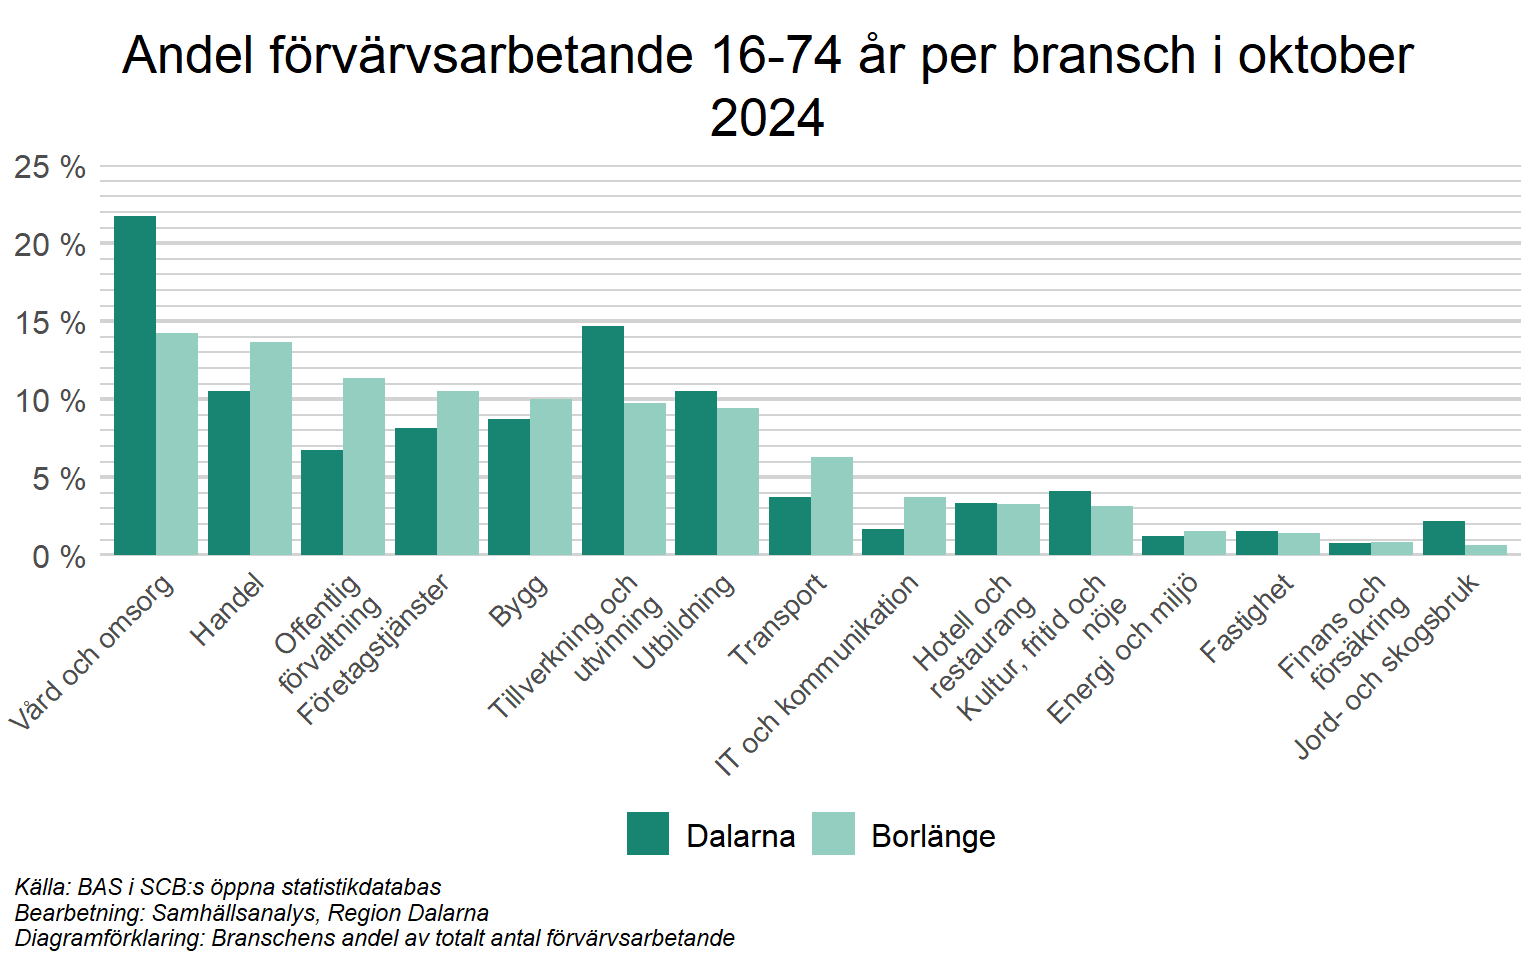 Andel förvärvsarbetande 16-74 år per bransch i oktober
2024
25 %
20 %
15 %
10 %
5 %
0 %
Vård och omsorg
Handel
Offentlig
förvaltning
Företagstjänster
Bygg
Tillverkning och
utvinning
Utbildning
Transport
IT och kommunikation
Hotell och
restaurang
Kultur, fritid och
nöje
Energi och miljö
Fastighet
Finans och
försäkring
Jord- och skogsbruk
Dalarna
Borlänge
Källa: BAS i SCB:s öppna statistikdatabas
Bearbetning: Samhällsanalys, Region Dalarna
Diagramförklaring: Branschens andel av totalt antal förvärvsarbetande